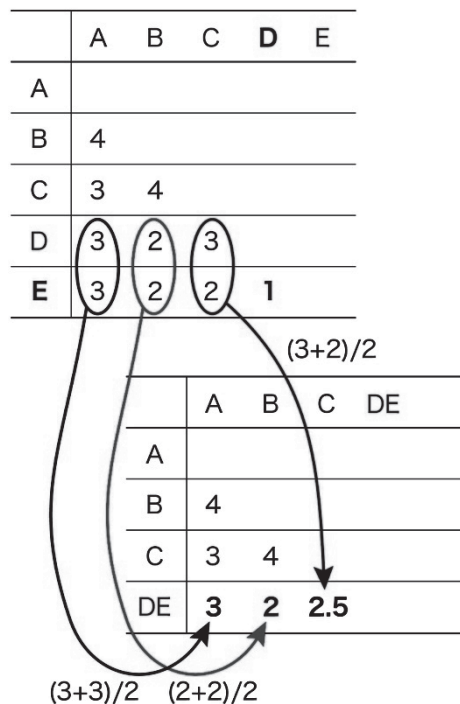 A B C D E
A
B 4
C 3 4
D 3 2 3
E 3 2 2 1
(3+2)/2
A B C DE
A
B 4
C 3 4
DE 3 2 2.5
(3+3)/2 (2+2)/2